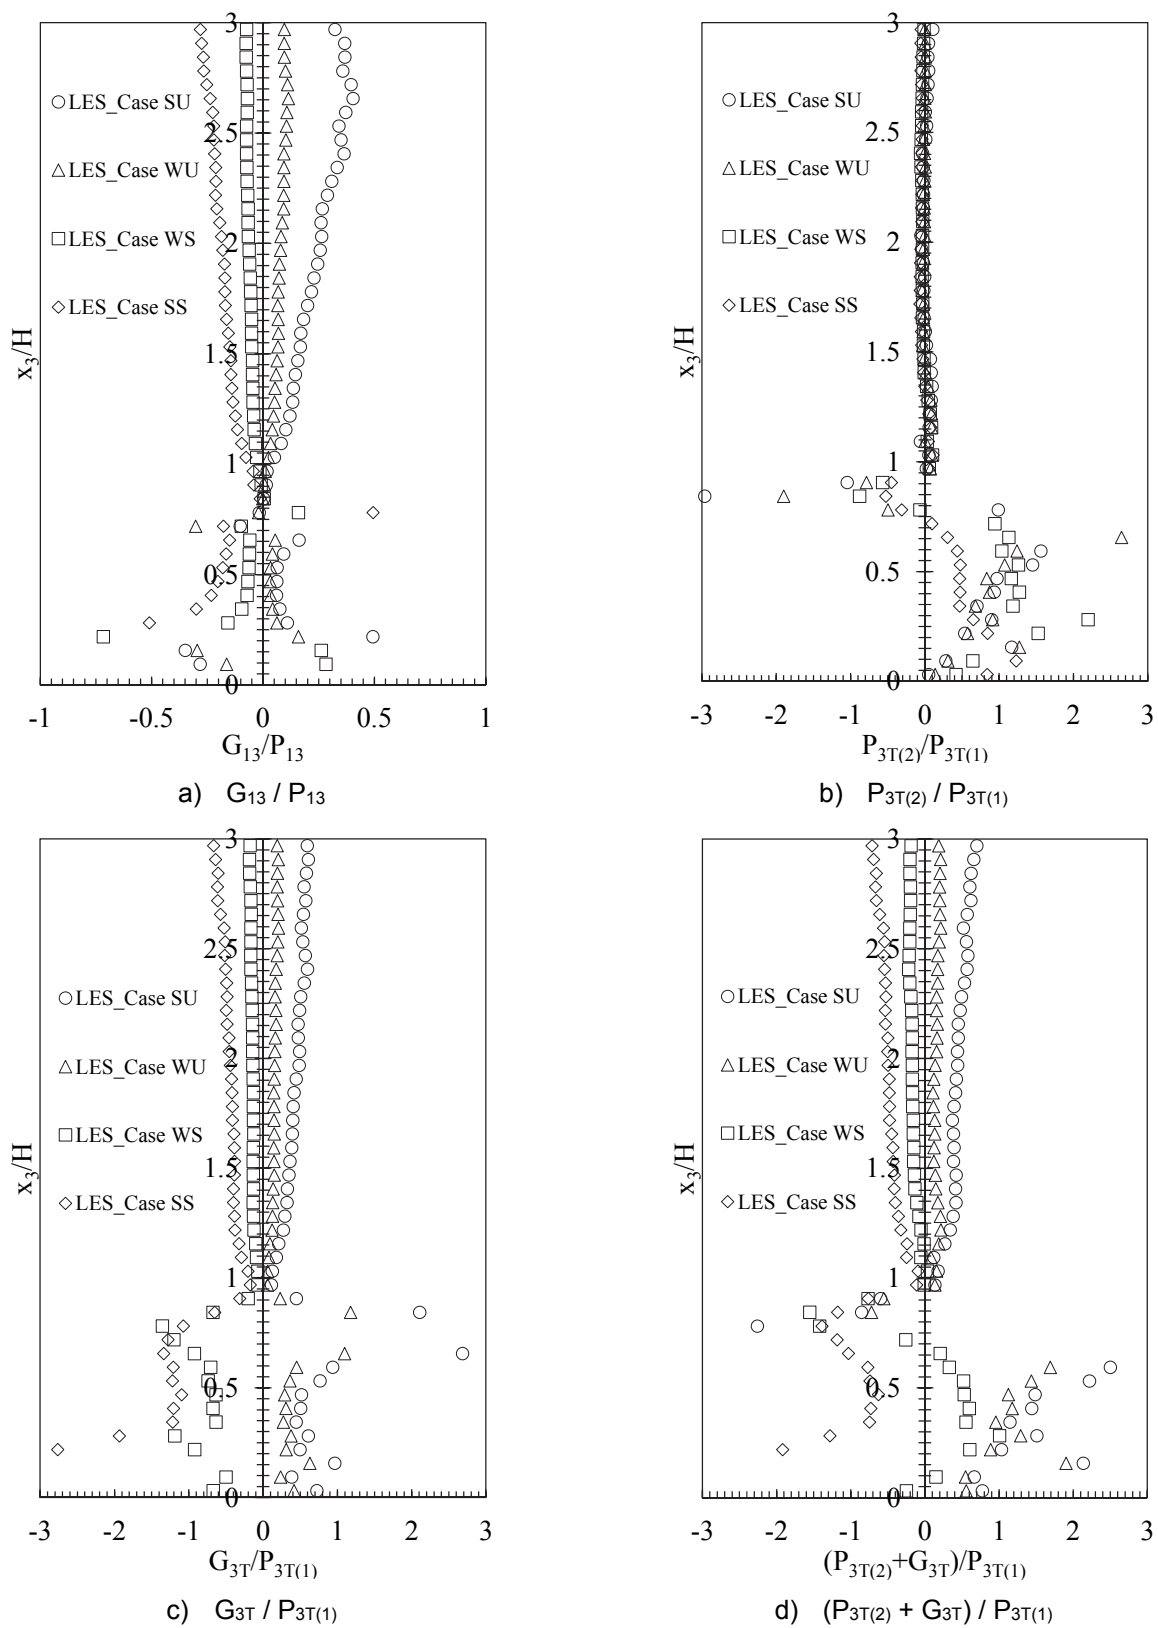 3
LES_Case SU
2.5
LES_Case WU
LES_Case WS
2
LES_Case SS
x3/H
1.5
1
0.5
0
-1 -0.5 0 0.5 1
G13/P13
a) G13 / P13
3
LES_Case SU
2.5
LES_Case WU
LES_Case WS
2
LES_Case SS
x3/H
1.5
1
0.5
0
-3 -2 -1 0 1 2 3
P3T(2)/P3T(1)
b) P3T(2) / P3T(1)
3
2.5
LES_Case SU
LES_Case WU
2
LES_Case WS
x3/H
1.5
LES_Case SS
1
0.5
0
-3 -2 -1 0 1 2 3
G3T/P3T(1)
c) G3T / P3T(1)
3
2.5
LES_Case SU
LES_Case WU
2
LES_Case WS
x3/H
1.5
LES_Case SS
1
0.5
0
-3 -2 -1 0 1 2 3
(P3T(2)+G3T)/P3T(1)
d) (P3T(2) + G3T) / P3T(1)